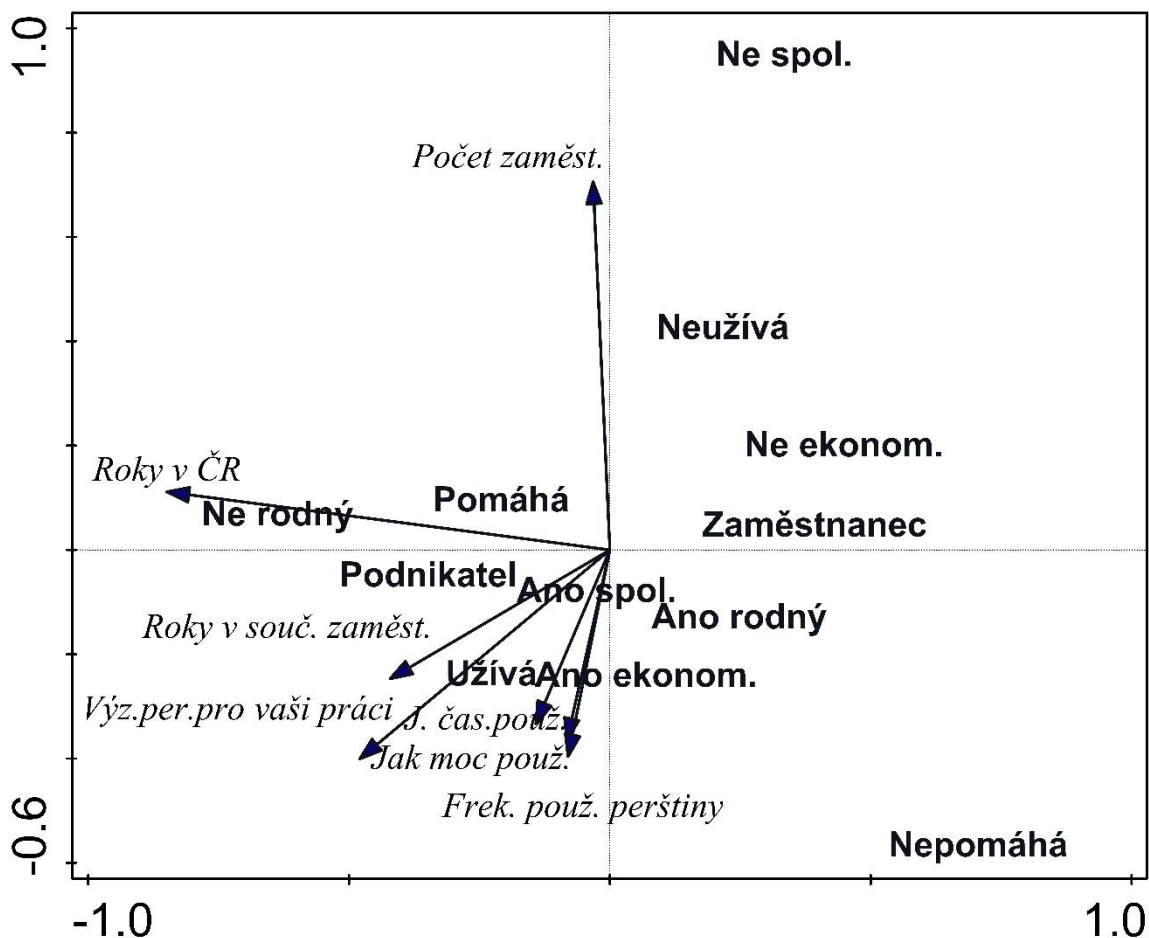 1.0
Ne spol.
Počet zaměst.
Neužívá
Ne ekonom.
Roky v ČR
Pomáhá
Ne rodný
Zaměstnanec
Podnikatel
Ano spol.
Ano rodný
Roky v souč. zaměst.
Užívá
Ano ekonom.
Výz.per.pro vaši práci
J. čas.použ.
Jak moc použ.
Frek. použ. perštiny
-0.6
Nepomáhá
-1.0
1.0